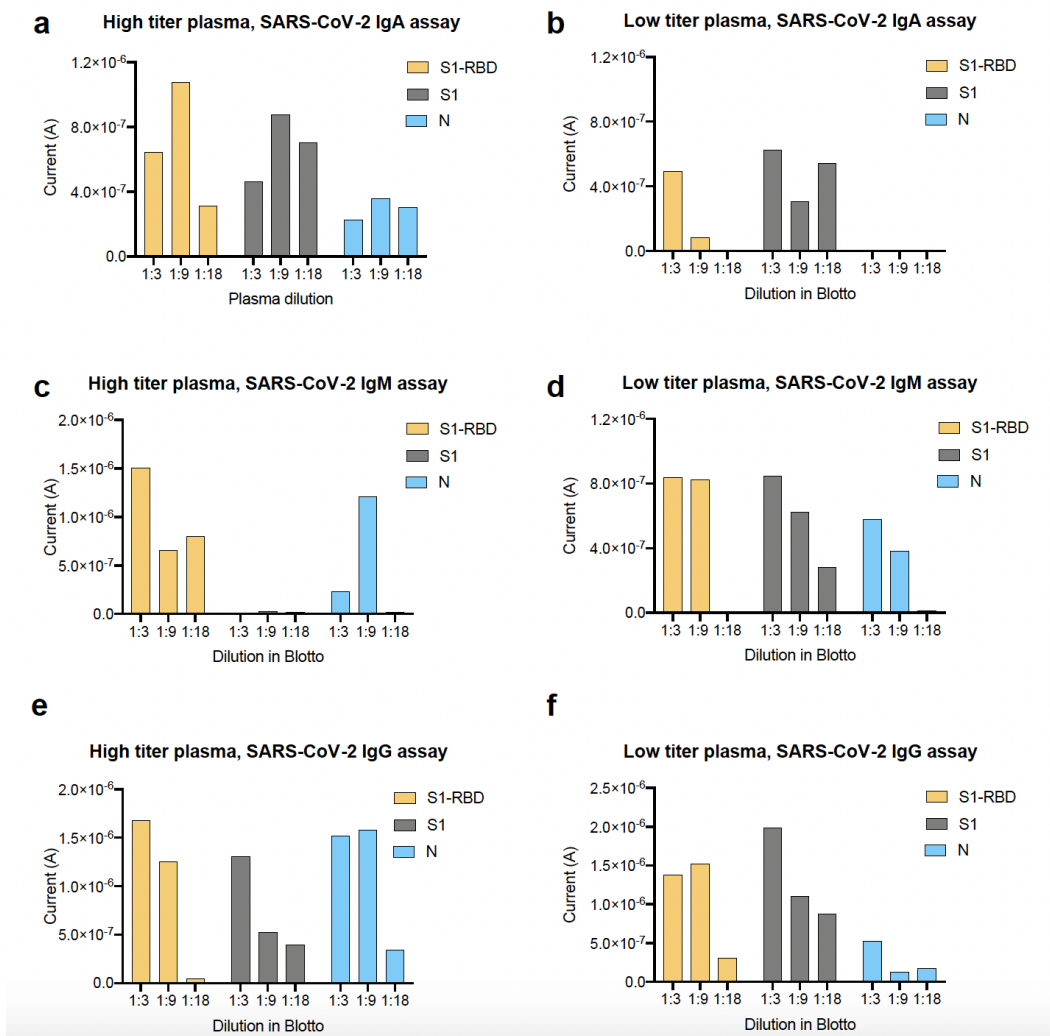 a
High titer plasma, SARS-CoV-2 IgA assay
1.2×10⁻⁶
8.0×10⁻⁷
4.0×10⁻⁷
0.0
Current (A)
S1-RBD
S1
N
1:3 1:9 1:18 1:3 1:9 1:18 1:3 1:9 1:18
Plasma dilution
b
Low titer plasma, SARS-CoV-2 IgA assay
1.2×10⁻⁶
8.0×10⁻⁷
4.0×10⁻⁷
0.0
Current (A)
S1-RBD
S1
N
1:3 1:9 1:18 1:3 1:9 1:18 1:3 1:9 1:18
Dilution in Blotto
c
High titer plasma, SARS-CoV-2 IgM assay
2.0×10⁻⁶
1.5×10⁻⁶
1.0×10⁻⁶
5.0×10⁻⁷
0.0
Current (A)
S1-RBD
S1
N
1:3 1:9 1:18 1:3 1:9 1:18 1:3 1:9 1:18
Dilution in Blotto
d
Low titer plasma, SARS-CoV-2 IgM assay
1.2×10⁻⁶
8.0×10⁻⁷
4.0×10⁻⁷
0.0
Current (A)
S1-RBD
S1
N
1:3 1:9 1:18 1:3 1:9 1:18 1:3 1:9 1:18
Dilution in Blotto
e
High titer plasma, SARS-CoV-2 IgG assay
2.0×10⁻⁶
1.5×10⁻⁶
1.0×10⁻⁶
5.0×10⁻⁷
0.0
Current (A)
S1-RBD
S1
N
1:3 1:9 1:18 1:3 1:9 1:18 1:3 1:9 1:18
Dilution in Blotto
f
Low titer plasma, SARS-CoV-2 IgG assay
2.5×10⁻⁶
2.0×10⁻⁶
1.5×10⁻⁶
1.0×10⁻⁶
5.0×10⁻⁷
0.0
Current (A)
S1-RBD
S1
N
1:3 1:9 1:18 1:3 1:9 1:18 1:3 1:9 1:18
Dilution in Blotto